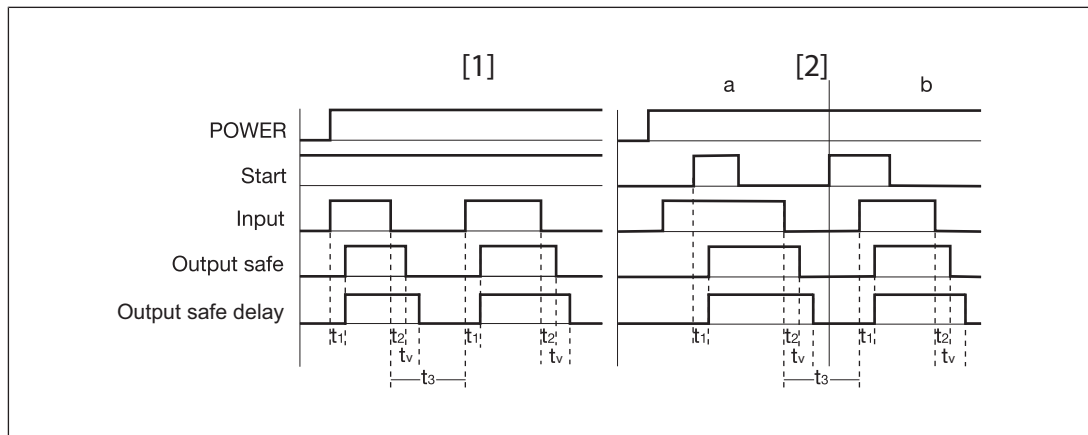 [1] [2]
a b
POWER
Start
Input
Output safe
Output safe delay
t1 t2 t1 t2 t1 t2 t1 t2
tv tv tv tv
t3 t3